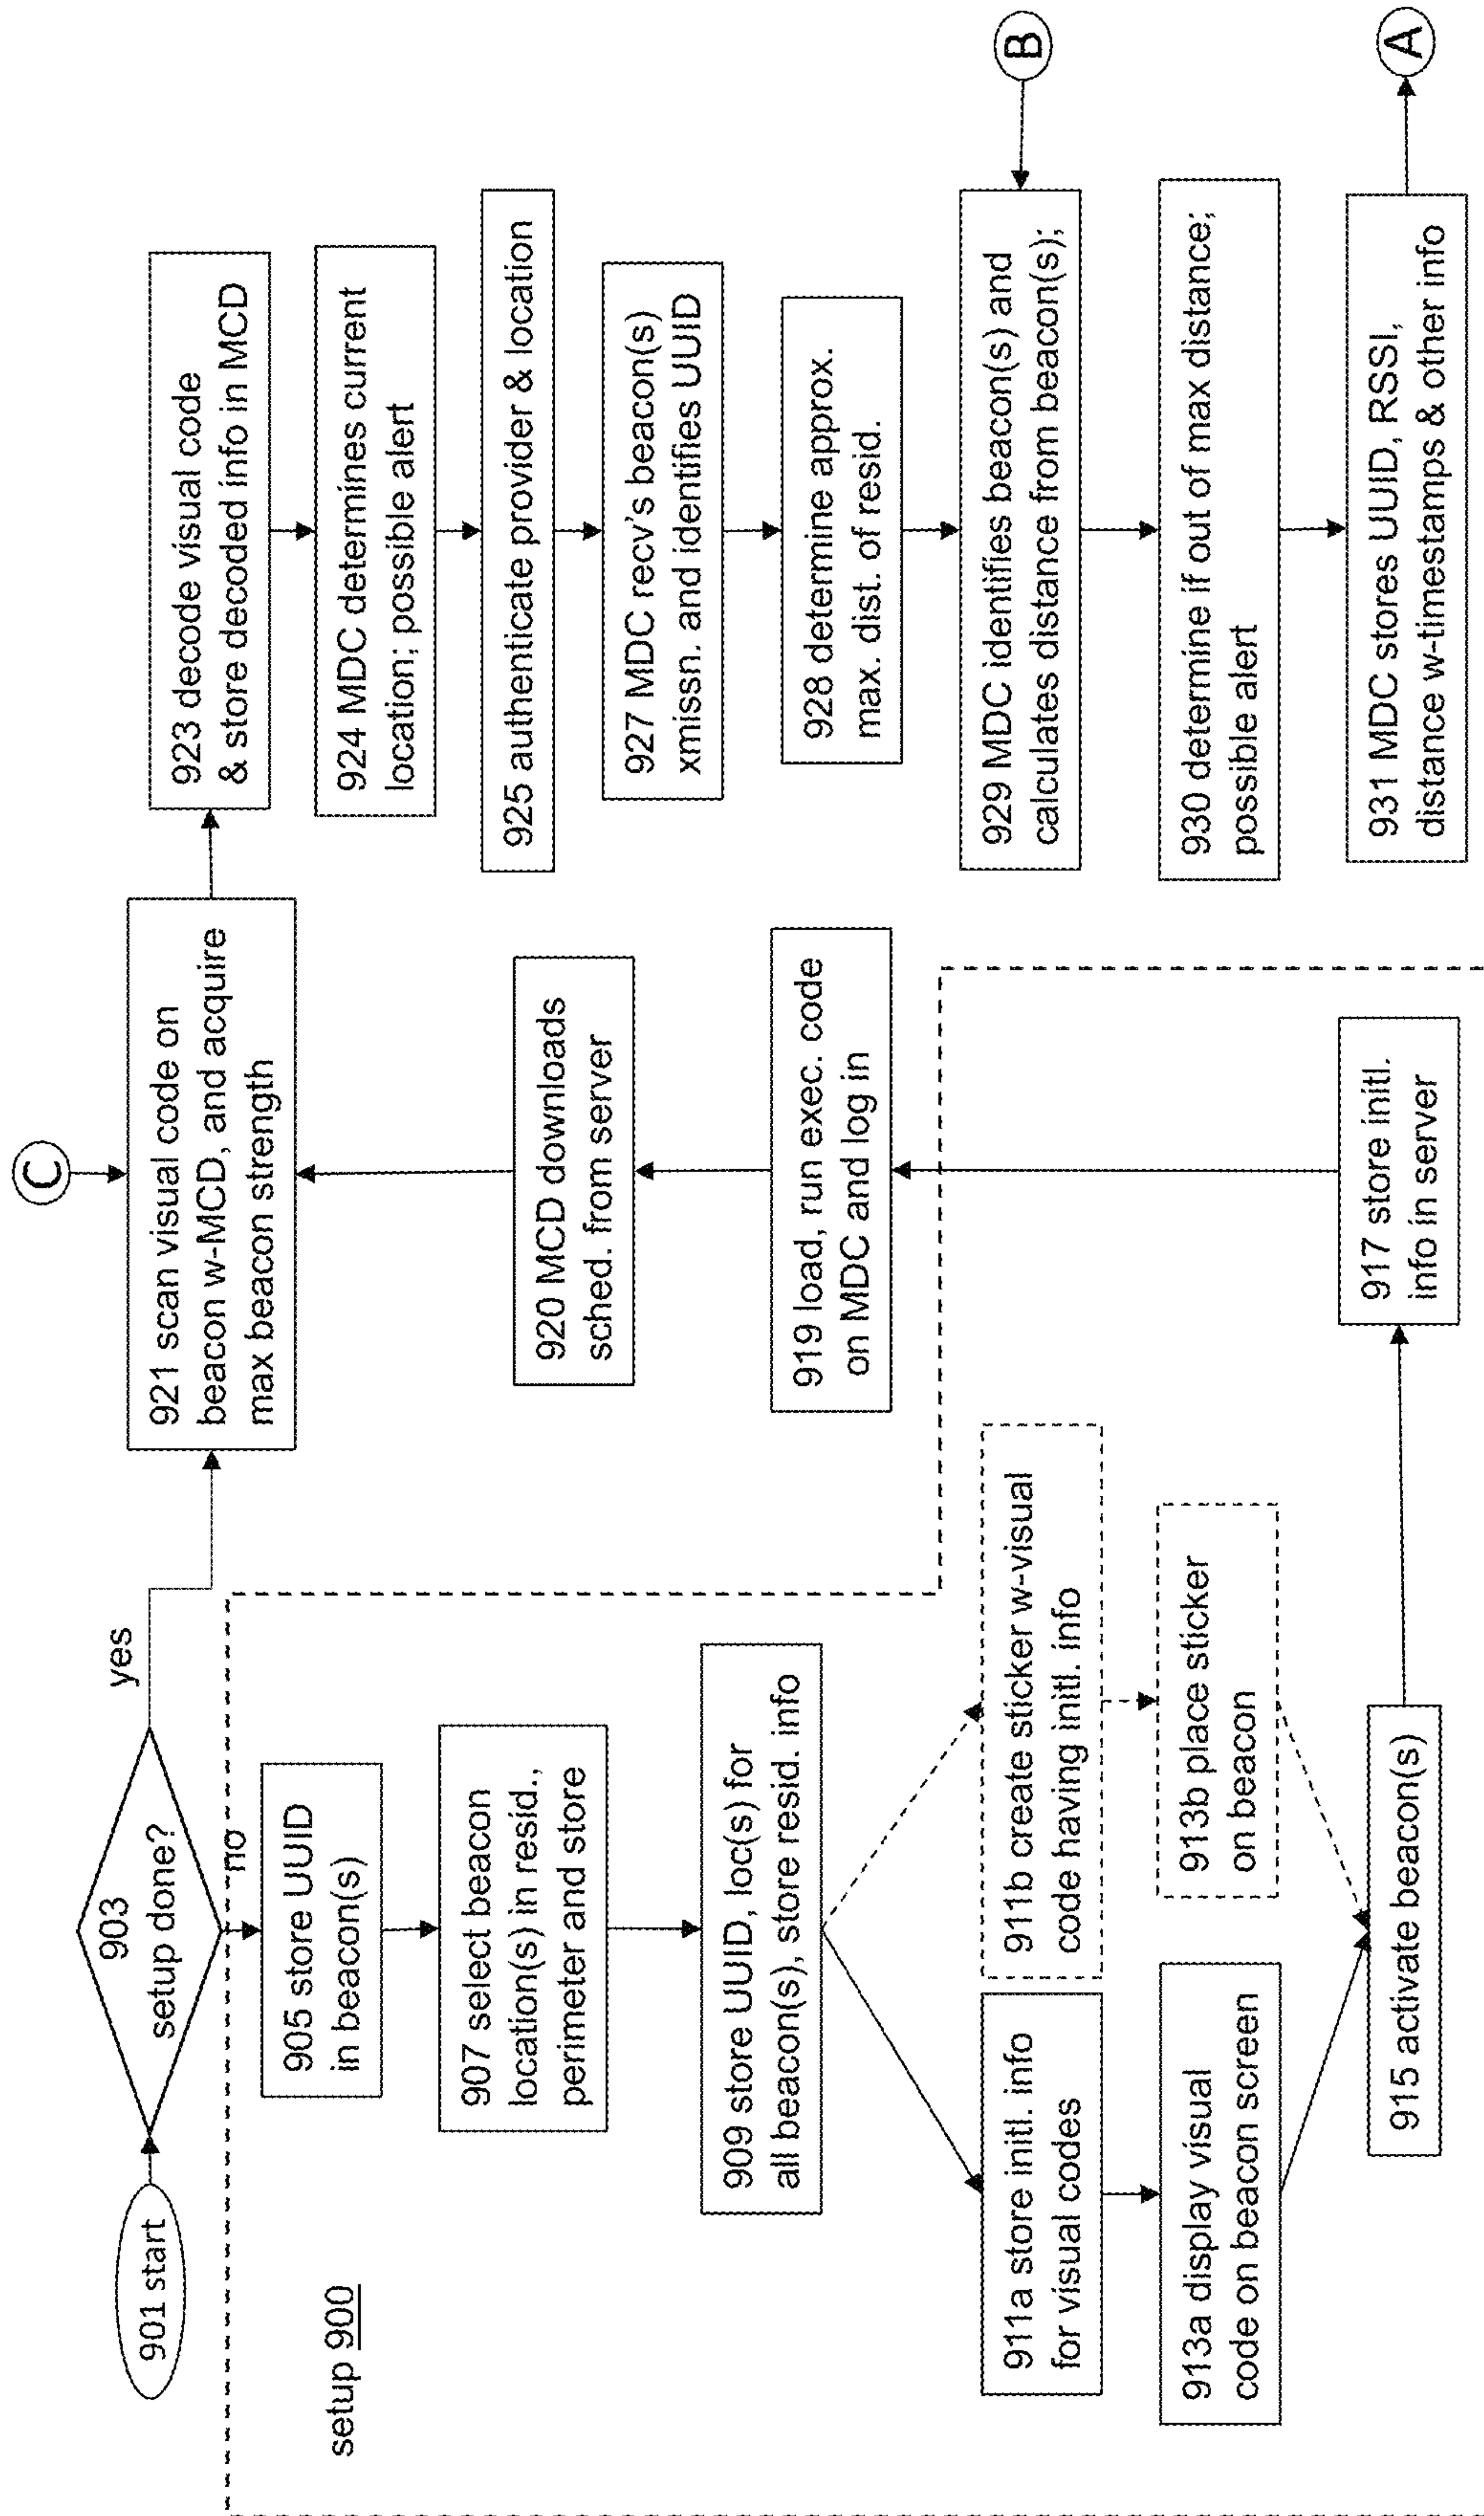 901 start
903
setup done?
yes
no
setup 900
905 store UUID
in beacon(s)
907 select beacon
location(s) in resid.,
perimeter and store
909 store UUID, loc(s) for
all beacon(s), store resid. info
911a store initl. info
for visual codes
911b create sticker w-visual
code having initl. info
913a display visual
code on beacon screen
913b place sticker
on beacon
915 activate beacon(s)
917 store initl.
info in server
919 load, run exec. code
on MDC and log in
920 MCD downloads
sched. from server
C
921 scan visual code on
beacon w-MCD, and acquire
max beacon strength
923 decode visual code
& store decoded info in MCD
924 MDC determines current
location; possible alert
925 authenticate provider & location
927 MDC recv's beacon(s)
xmissn. and identifies UUID
928 determine approx.
max. dist. of resid.
B
929 MDC identifies beacon(s) and
calculates distance from beacon(s);
930 determine if out of max distance;
possible alert
931 MDC stores UUID, RSSI,
distance w-timestamps & other info
A